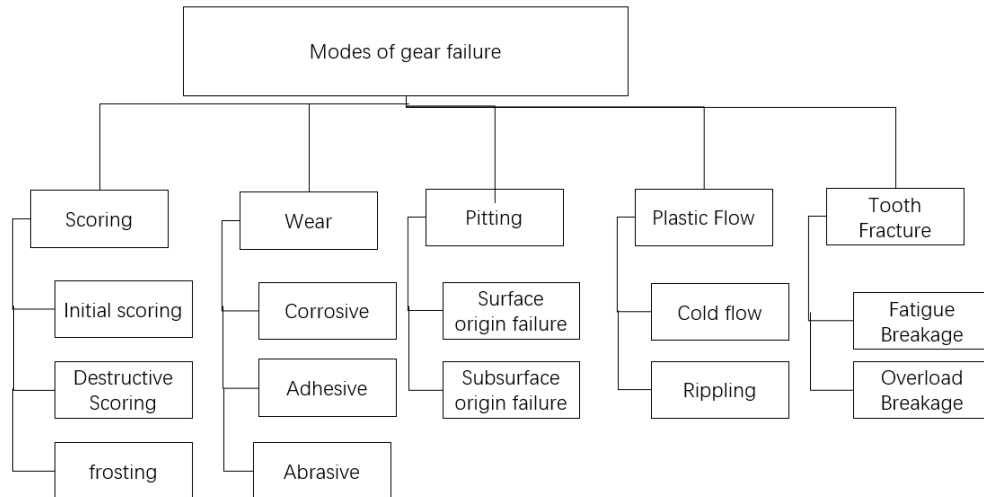 Modes of gear failure
Scoring
Initial scoring
Destructive
Scoring
frosting
Wear
Corrosive
Adhesive
Abrasive
Pitting
Surface
origin failure
Subsurface
origin failure
Plastic Flow
Cold flow
Rippling
Tooth
Fracture
Fatigue
Breakage
Overload
Breakage